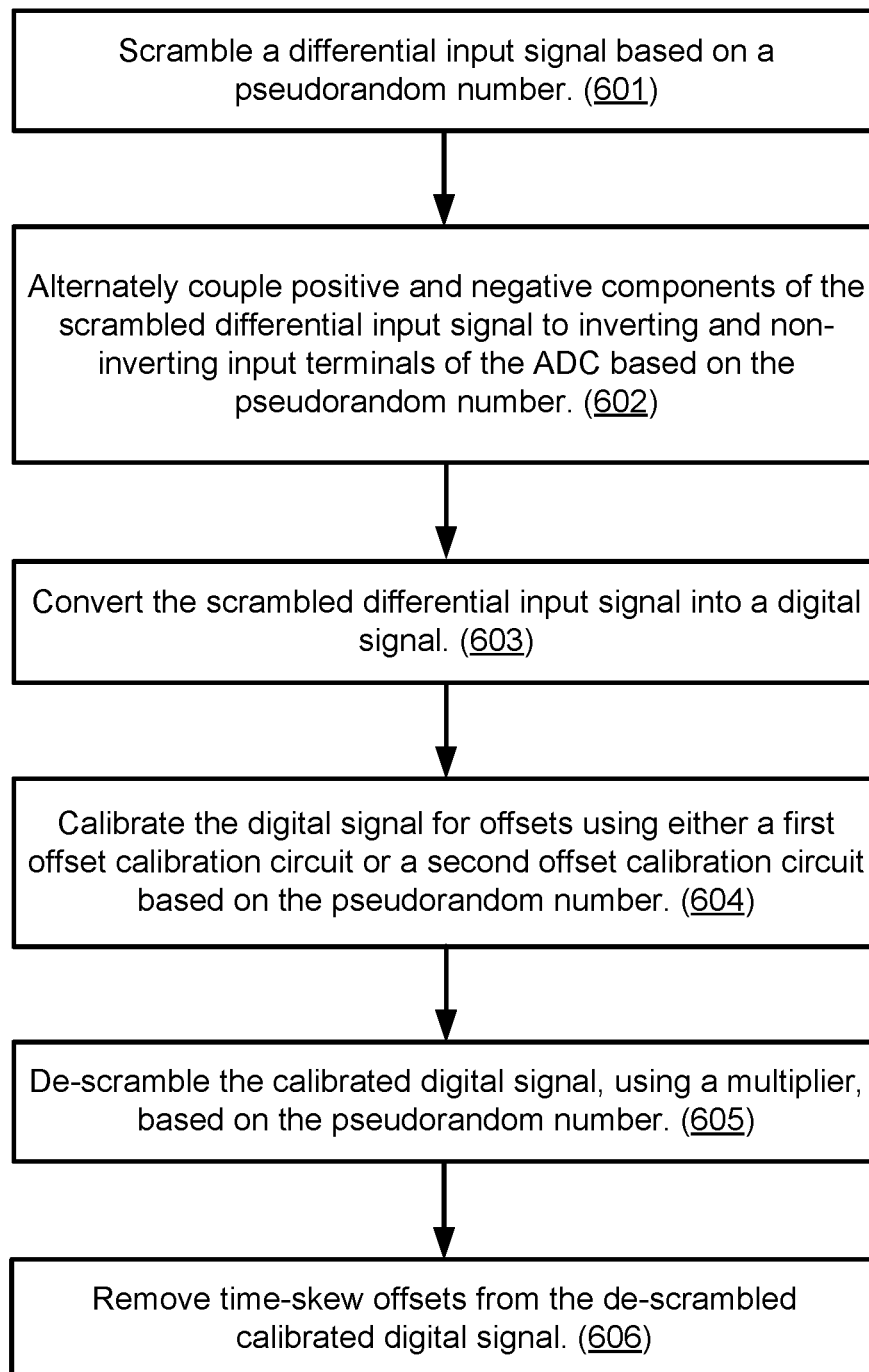 Scramble a differential input signal based on a
pseudorandom number. (601)
Alternately couple positive and negative components of the
scrambled differential input signal to inverting and non-
inverting input terminals of the ADC based on the
pseudorandom number. (602)
Convert the scrambled differential input signal into a digital
signal. (603)
Calibrate the digital signal for offsets using either a first
offset calibration circuit or a second offset calibration circuit
based on the pseudorandom number. (604)
De-scramble the calibrated digital signal, using a multiplier,
based on the pseudorandom number. (605)
Remove time-skew offsets from the de-scrambled
calibrated digital signal. (606)